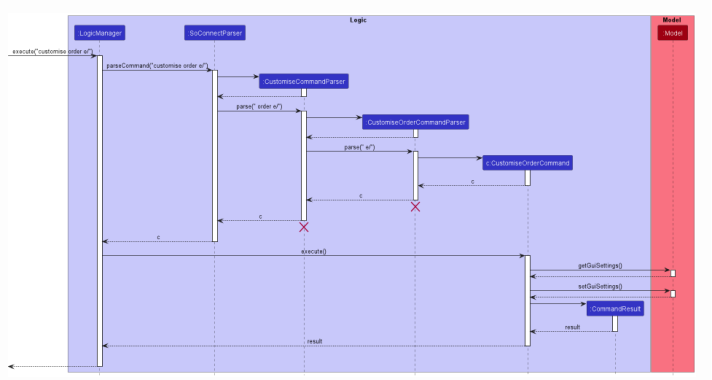 Logic
Model
:LogicManager
:SoConnectParser
:Model
execute("customise order e/")
parseCommand("customise order e/")
:CustomiseCommandParser
parse(" order e/")
CustomiseOrderCommandParser
parse(" e/")
c:CustomiseOrderCommand
c
c
c
c
execute()
getGuiSettings()
setGuiSettings()
:CommandResult
result
result